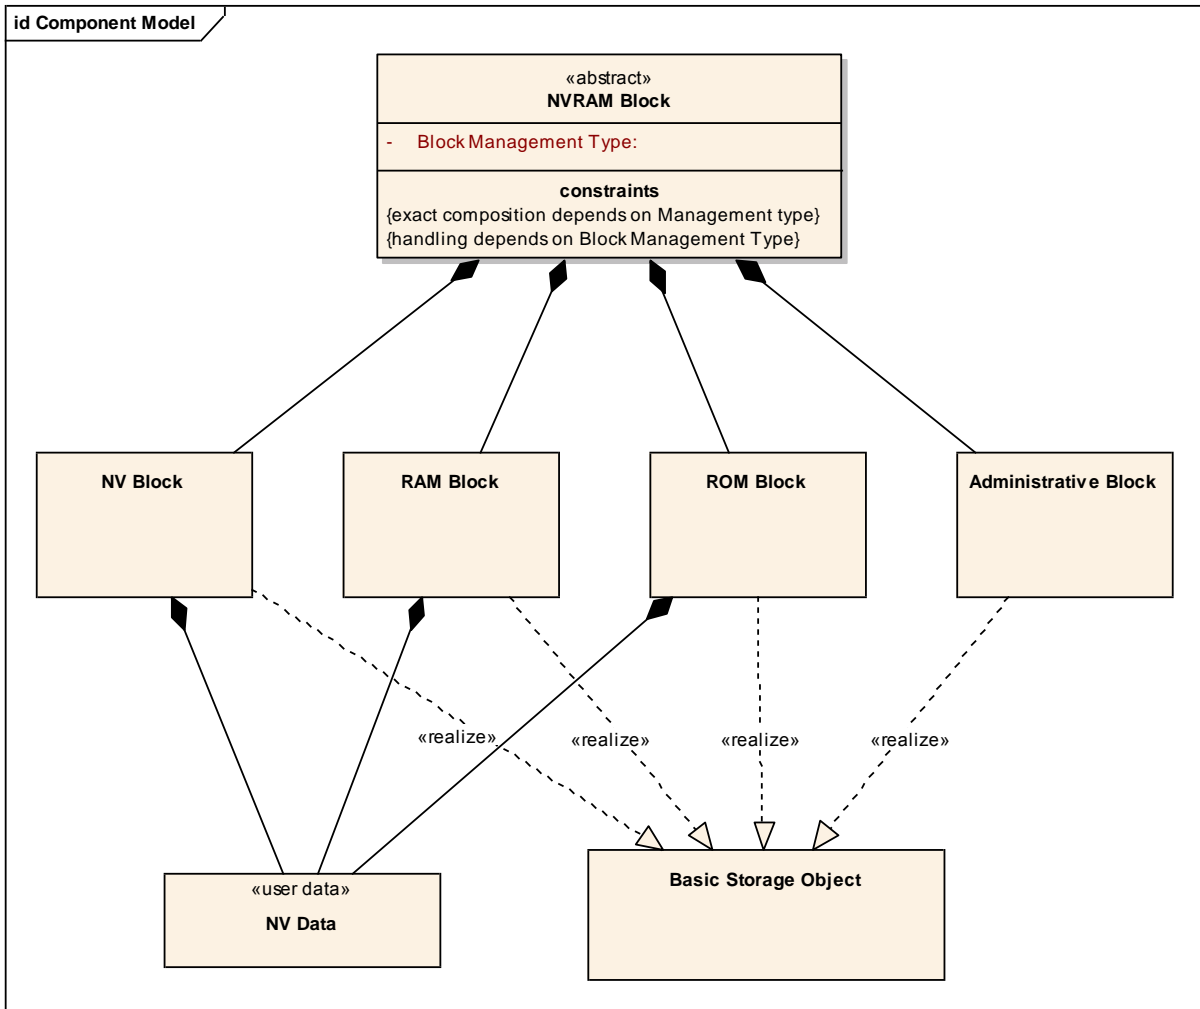 id Component Model
«abstract»
NVRAM Block
- Block Management Type:
constraints
{exact composition depends on Management type}
{handling depends on Block Management Type}
NV Block
RAM Block
ROM Block
Administrative Block
«realize»
«realize»
«realize»
«realize»
«user data»
NV Data
Basic Storage Object